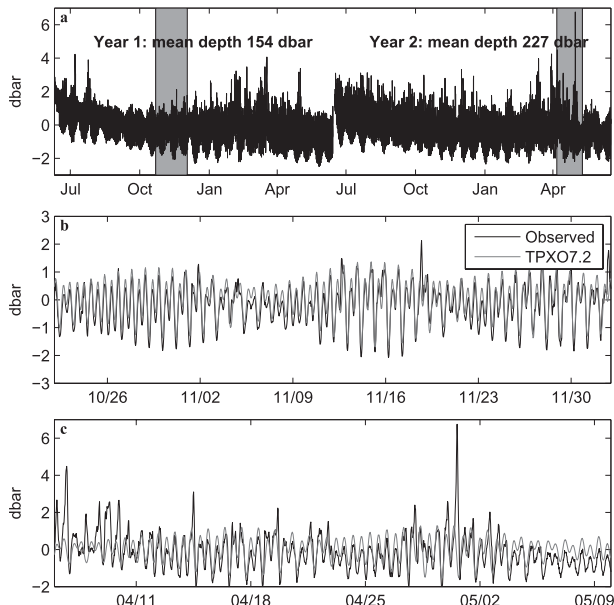 a
Year 1: mean depth 154 dbar
Year 2: mean depth 227 dbar
dbar
6
4
2
0
−2
Jul
Oct
Jan
Apr
Jul
Oct
Jan
Apr
b
Observed
TPXO7.2
dbar
3
2
1
0
−1
−2
−3
10/26
11/02
11/09
11/16
11/23
11/30
c
dbar
6
4
2
0
−2
04/11
04/18
04/25
05/02
05/09